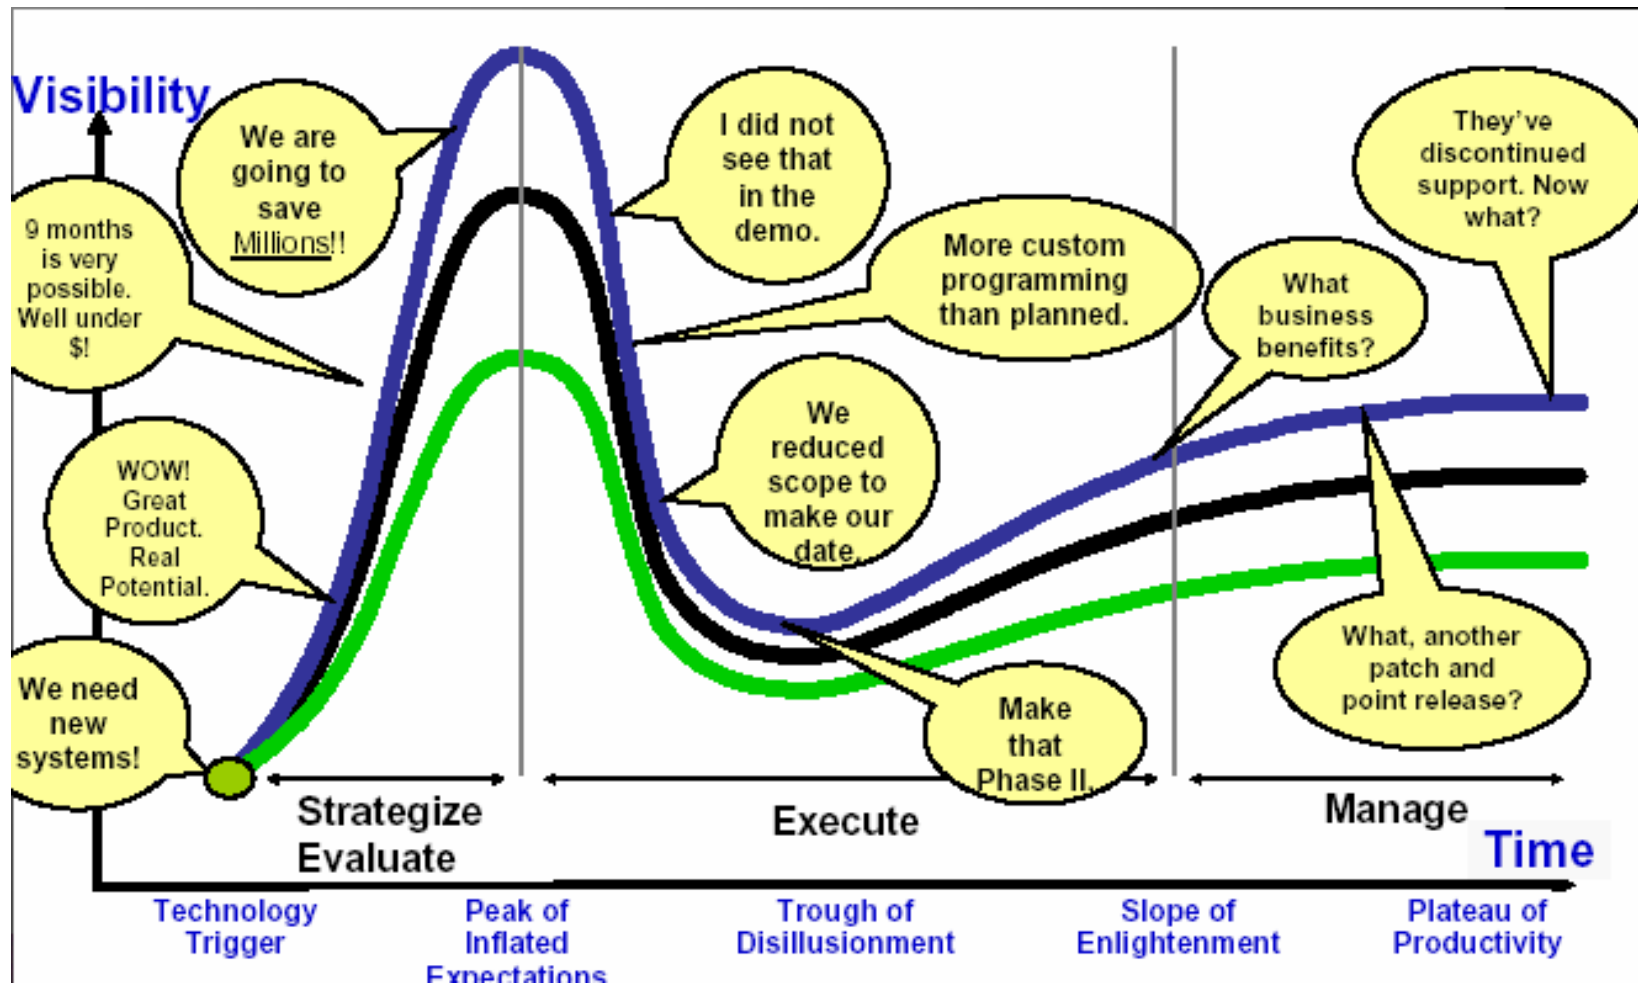 Visibility
We are
going to
save
Millions!!
I did not
see that
in the
demo.
They've
discontinued
support. Now
what?
9 months
is very
possible.
Well under
$!
More custom
programming
than planned.
What
business
benefits?
WOW!
Great
Product.
Real
Potential.
We
reduced
scope to
make our
date.
We need
new
systems!
Make
that
Phase II.
What, another
patch and
point release?
Strategize
Evaluate
Execute
Manage
Time
Technology
Trigger
Peak of
Inflated
Expectations
Trough of
Disillusionment
Slope of
Enlightenment
Plateau of
Productivity